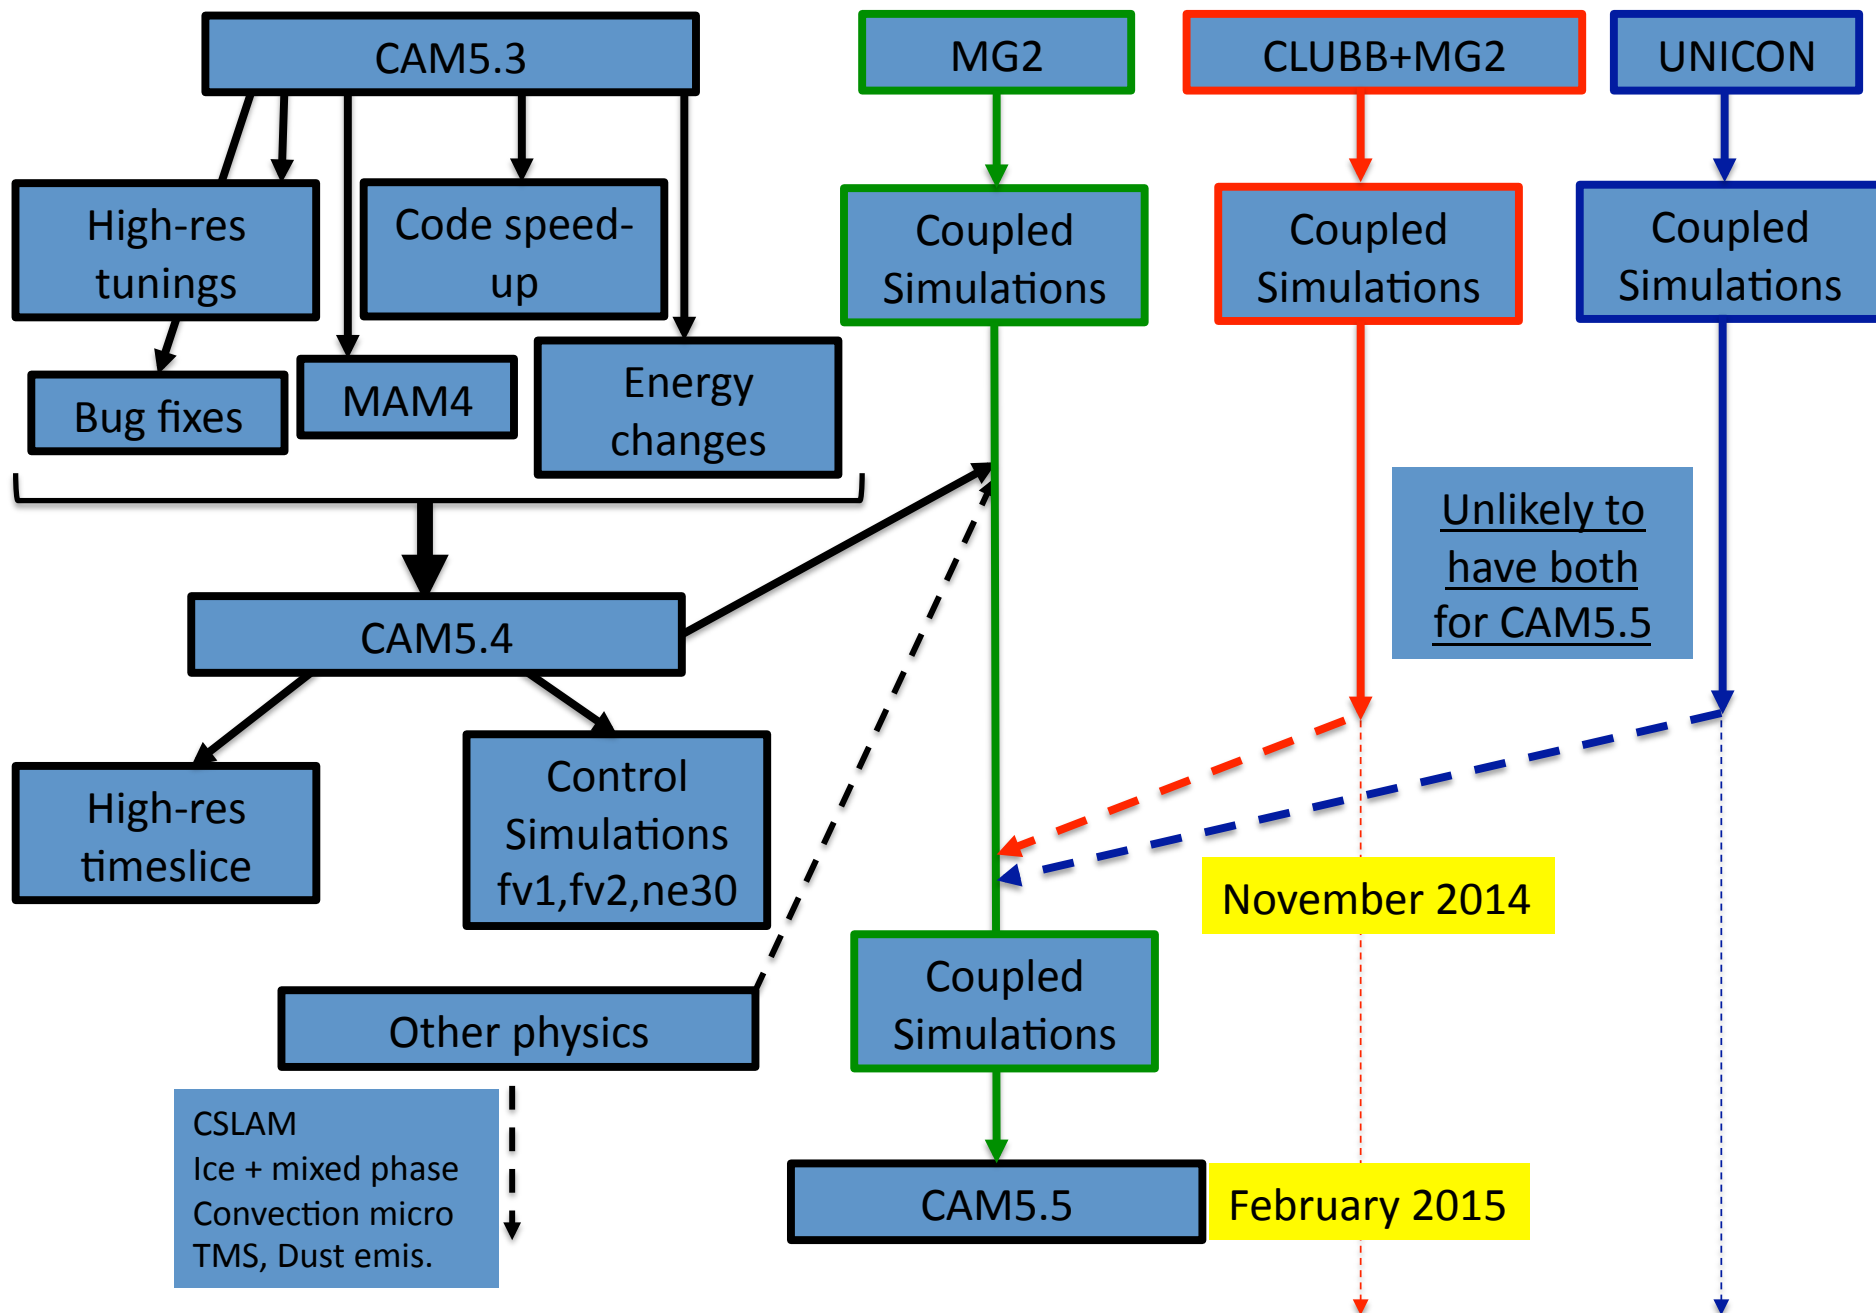 CAM5.3
MG2
CLUBB+MG2
UNICON
High-res
tunings
Code speed-
up
Coupled
Simulations
Coupled
Simulations
Coupled
Simulations
Bug fixes
MAM4
Energy
changes
Unlikely to
have both
for CAM5.5
CAM5.4
High-res
timeslice
Control
Simulations
fv1,fv2,ne30
November 2014
Other physics
Coupled
Simulations
CSLAM
Ice + mixed phase
Convection micro
TMS, Dust emis.
CAM5.5
February 2015